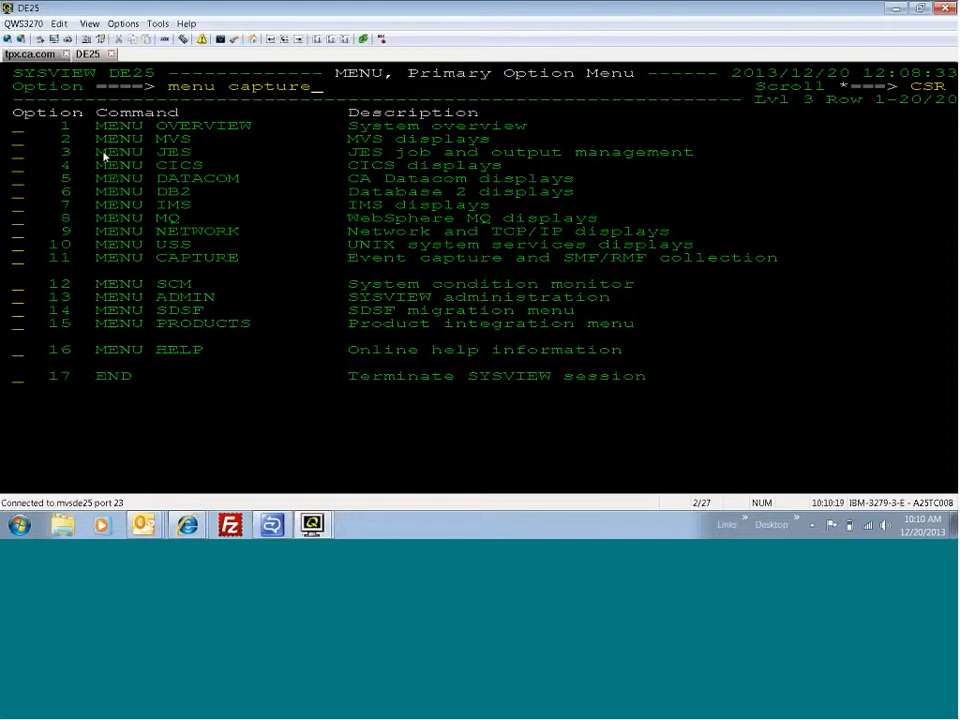 DE25
QWS3270 Edit View Options Tools Help
tpx.ca.com DE25
SYSVIEW DE25 ------------- MENU, Primary Option Menu ------ 2013/12/20 12:08:33
Option ====> menu capture_ Scroll *===> CSR
------------------------------------------------------------- Lvl 3 Row 1-20/20
Option Command Description
_ 1 MENU OVERVIEW System overview
_ 2 MENU MVS MVS displays
_ 3 MENU JES JES job and output management
_ 4 MENU CICS CICS displays
_ 5 MENU DATACOM CA Datacom displays
_ 6 MENU DB2 Database 2 displays
_ 7 MENU IMS IMS displays
_ 8 MENU MQ WebSphere MQ displays
_ 9 MENU NETWORK Network and TCP/IP displays
_ 10 MENU USS UNIX system services displays
_ 11 MENU CAPTURE Event capture and SMF/RMF collection
_ 12 MENU SCM System condition monitor
_ 13 MENU ADMIN SYSVIEW administration
_ 14 MENU SDSF SDSF migration menu
_ 15 MENU PRODUCTS Product integration menu
_ 16 MENU HELP Online help information
_ 17 END Terminate SYSVIEW session
Connected to mvsde25 port 23 2/27 NUM 10:10:19 IBM-3279-3-E - A25TC008
Links » Desktop » 10:10 AM
12/20/2013